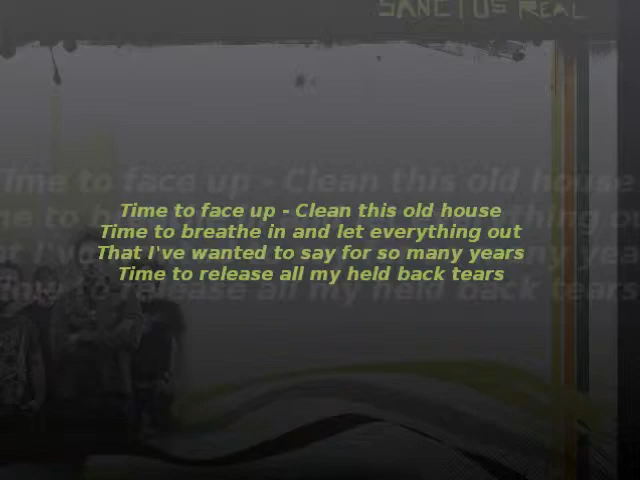 SANCTUS REAL
Time to face up - Clean this old house
Time to breathe in and let everything out
That I've wanted to say for so many years
Time to release all my held back tears